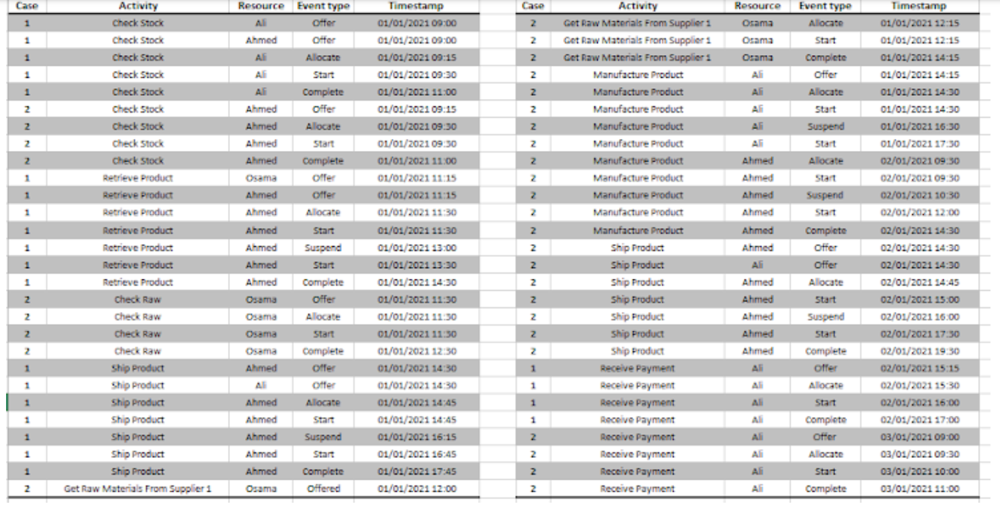 Case Activity Resource Event type Timestamp
1 Check Stock Ali Offer 01/01/2021 09:00
1 Check Stock Ahmed Offer 01/01/2021 09:00
1 Check Stock Ali Allocate 01/01/2021 09:15
1 Check Stock Ali Start 01/01/2021 09:30
1 Check Stock Ali Complete 01/01/2021 11:00
2 Check Stock Ahmed Offer 01/01/2021 09:15
2 Check Stock Ahmed Allocate 01/01/2021 09:30
2 Check Stock Ahmed Start 01/01/2021 09:30
2 Check Stock Ahmed Complete 01/01/2021 11:00
1 Retrieve Product Osama Offer 01/01/2021 11:15
1 Retrieve Product Ahmed Offer 01/01/2021 11:15
1 Retrieve Product Ahmed Allocate 01/01/2021 11:30
1 Retrieve Product Ahmed Start 01/01/2021 11:30
1 Retrieve Product Ahmed Suspend 01/01/2021 13:00
1 Retrieve Product Ahmed Start 01/01/2021 13:30
1 Retrieve Product Ahmed Complete 01/01/2021 14:30
2 Check Raw Osama Offer 01/01/2021 11:30
2 Check Raw Osama Allocate 01/01/2021 11:30
2 Check Raw Osama Start 01/01/2021 11:30
2 Check Raw Osama Complete 01/01/2021 12:30
1 Ship Product Ahmed Offer 01/01/2021 14:30
1 Ship Product Ali Offer 01/01/2021 14:30
1 Ship Product Ahmed Allocate 01/01/2021 14:45
1 Ship Product Ahmed Start 01/01/2021 14:45
1 Ship Product Ahmed Suspend 01/01/2021 16:15
1 Ship Product Ahmed Start 01/01/2021 16:45
1 Ship Product Ahmed Complete 01/01/2021 17:45
2 Get Raw Materials From Supplier 1 Osama Offered 01/01/2021 12:00
Case Activity Resource Event type Timestamp
2 Get Raw Materials From Supplier 1 Osama Allocate 01/01/2021 12:15
2 Get Raw Materials From Supplier 1 Osama Start 01/01/2021 12:15
2 Get Raw Materials From Supplier 1 Osama Complete 01/01/2021 14:15
2 Manufacture Product Ali Offer 01/01/2021 14:15
2 Manufacture Product Ali Allocate 01/01/2021 14:30
2 Manufacture Product Ali Start 01/01/2021 14:30
2 Manufacture Product Ali Suspend 01/01/2021 16:30
2 Manufacture Product Ali Start 01/01/2021 17:30
2 Manufacture Product Ahmed Allocate 02/01/2021 09:30
2 Manufacture Product Ahmed Start 02/01/2021 09:30
2 Manufacture Product Ahmed Suspend 02/01/2021 10:30
2 Manufacture Product Ahmed Start 02/01/2021 12:00
2 Manufacture Product Ahmed Complete 02/01/2021 14:30
2 Ship Product Ahmed Offer 02/01/2021 14:30
2 Ship Product Ali Offer 02/01/2021 14:30
2 Ship Product Ahmed Allocate 02/01/2021 14:45
2 Ship Product Ahmed Start 02/01/2021 15:00
2 Ship Product Ahmed Suspend 02/01/2021 16:00
2 Ship Product Ahmed Start 02/01/2021 17:30
2 Ship Product Ahmed Complete 02/01/2021 19:30
1 Receive Payment Ali Offer 02/01/2021 15:15
1 Receive Payment Ali Allocate 02/01/2021 15:30
1 Receive Payment Ali Start 02/01/2021 16:00
1 Receive Payment Ali Complete 02/01/2021 17:00
2 Receive Payment Ali Offer 03/01/2021 09:00
2 Receive Payment Ali Allocate 03/01/2021 09:30
2 Receive Payment Ali Start 03/01/2021 10:00
2 Receive Payment Ali Complete 03/01/2021 11:00